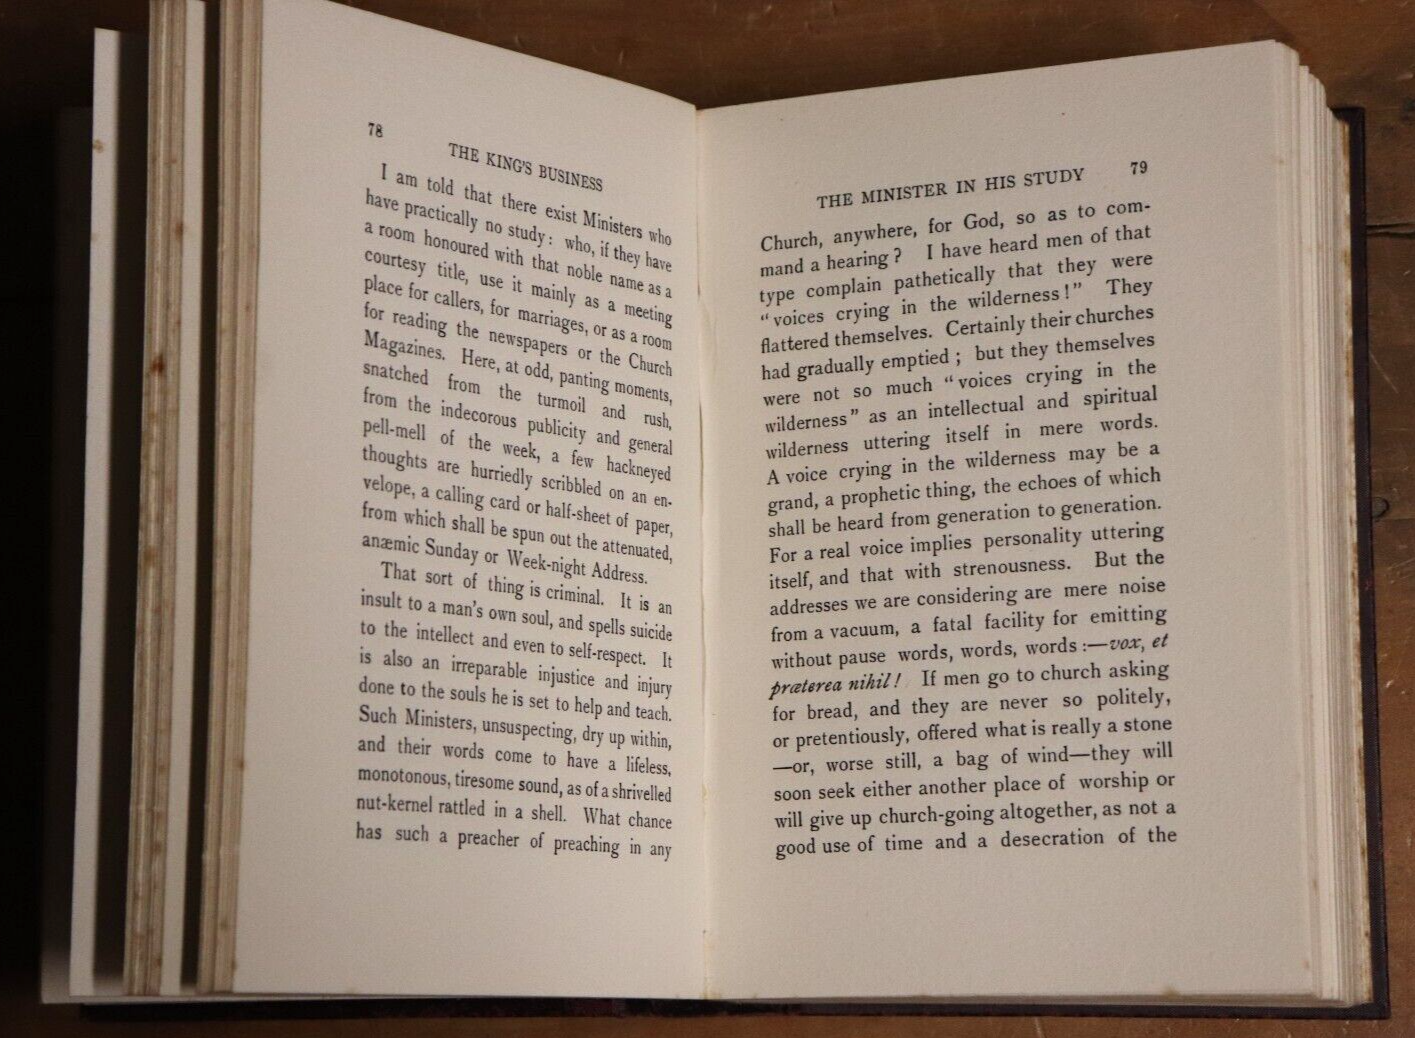 78
THE KING'S BUSINESS
I am told that there exist Ministers who
have practically no study: who, if they have
a room honoured with that noble name as a
courtesy title, use it mainly as a meeting
place for callers, for marriages, or as a room
for reading the newspapers or the Church
Magazines. Here, at odd, panting moments,
snatched from the turmoil and rush,
from the indecorous publicity and general
pell-mell of the week, a few hackneyed
thoughts are hurriedly scribbled on an en-
velope, a calling card or half-sheet of paper,
from which shall be spun out the attenuated,
anæmic Sunday or Week-night Address.
That sort of thing is criminal. It is an
insult to a man's own soul, and spells suicide
to the intellect and even to self-respect. It
is also an irreparable injustice and injury
done to the souls he is set to help and teach.
Such Ministers, unsuspecting, dry up within,
and their words come to have a lifeless,
monotonous, tiresome sound, as of a shrivelled
nut-kernel rattled in a shell. What chance
has such a preacher of preaching in any
THE MINISTER IN HIS STUDY 79
Church, anywhere, for God, so as to com-
mand a hearing? I have heard men of that
type complain pathetically that they were
"voices crying in the wilderness!" They
flattered themselves. Certainly their churches
had gradually emptied; but they themselves
were not so much "voices crying in the
wilderness" as an intellectual and spiritual
wilderness uttering itself in mere words.
A voice crying in the wilderness may be a
grand, a prophetic thing, the echoes of which
shall be heard from generation to generation.
For a real voice implies personality uttering
itself, and that with strenousness. But the
addresses we are considering are mere noise
from a vacuum, a fatal facility for emitting
without pause words, words, words:—vox, et
præterea nihil! If men go to church asking
for bread, and they are never so politely,
or pretentiously, offered what is really a stone
—or, worse still, a bag of wind—they will
soon seek either another place of worship or
will give up church-going altogether, as not a
good use of time and a desecration of the